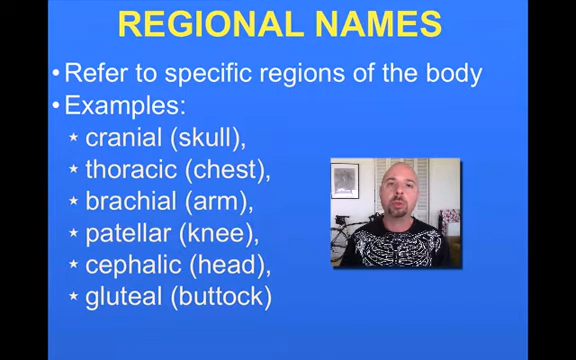 REGIONAL NAMES
•Refer to specific regions of the body
•Examples:
★ cranial (skull),
★ thoracic (chest),
★ brachial (arm),
★ patellar (knee),
★ cephalic (head),
★ gluteal (buttock)